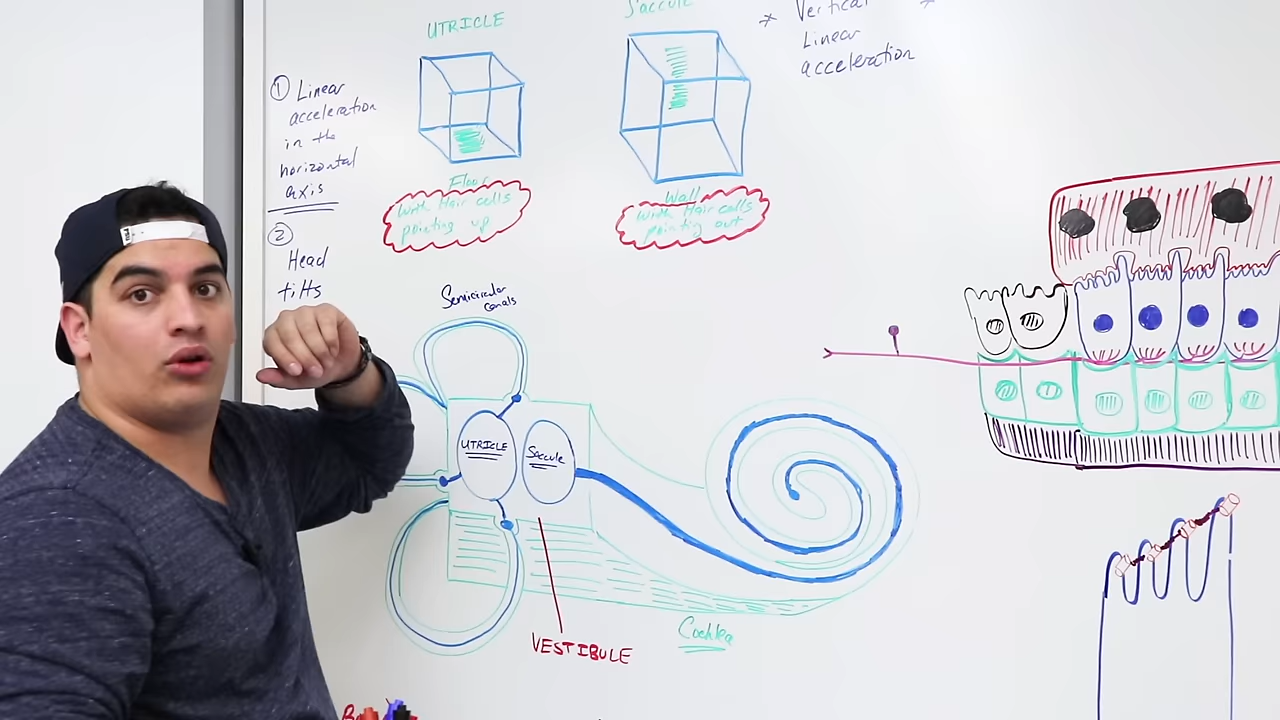 UTRICLE
Saccule
* Vertical *
Linear
acceleration
① Linear
acceleration
in the
horizontal
axis
② Head
tilts
Floor
With Hair cells
pointing up
Wall
With Hair cells
pointing out
Semicircular
canals
UTRICLE
Saccule
VESTIBULE
Cochlea